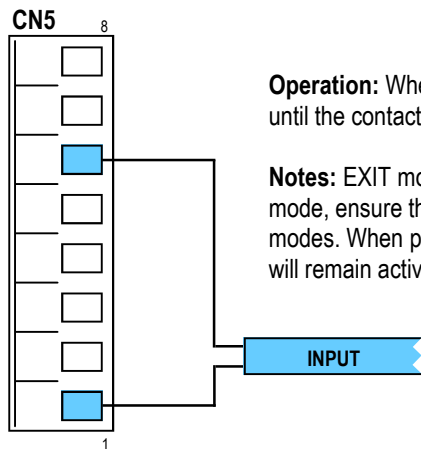 CN5
8
Operation: Whe
until the contact
Notes: EXIT mo
mode, ensure th
modes. When p
will remain activ
INPUT
1